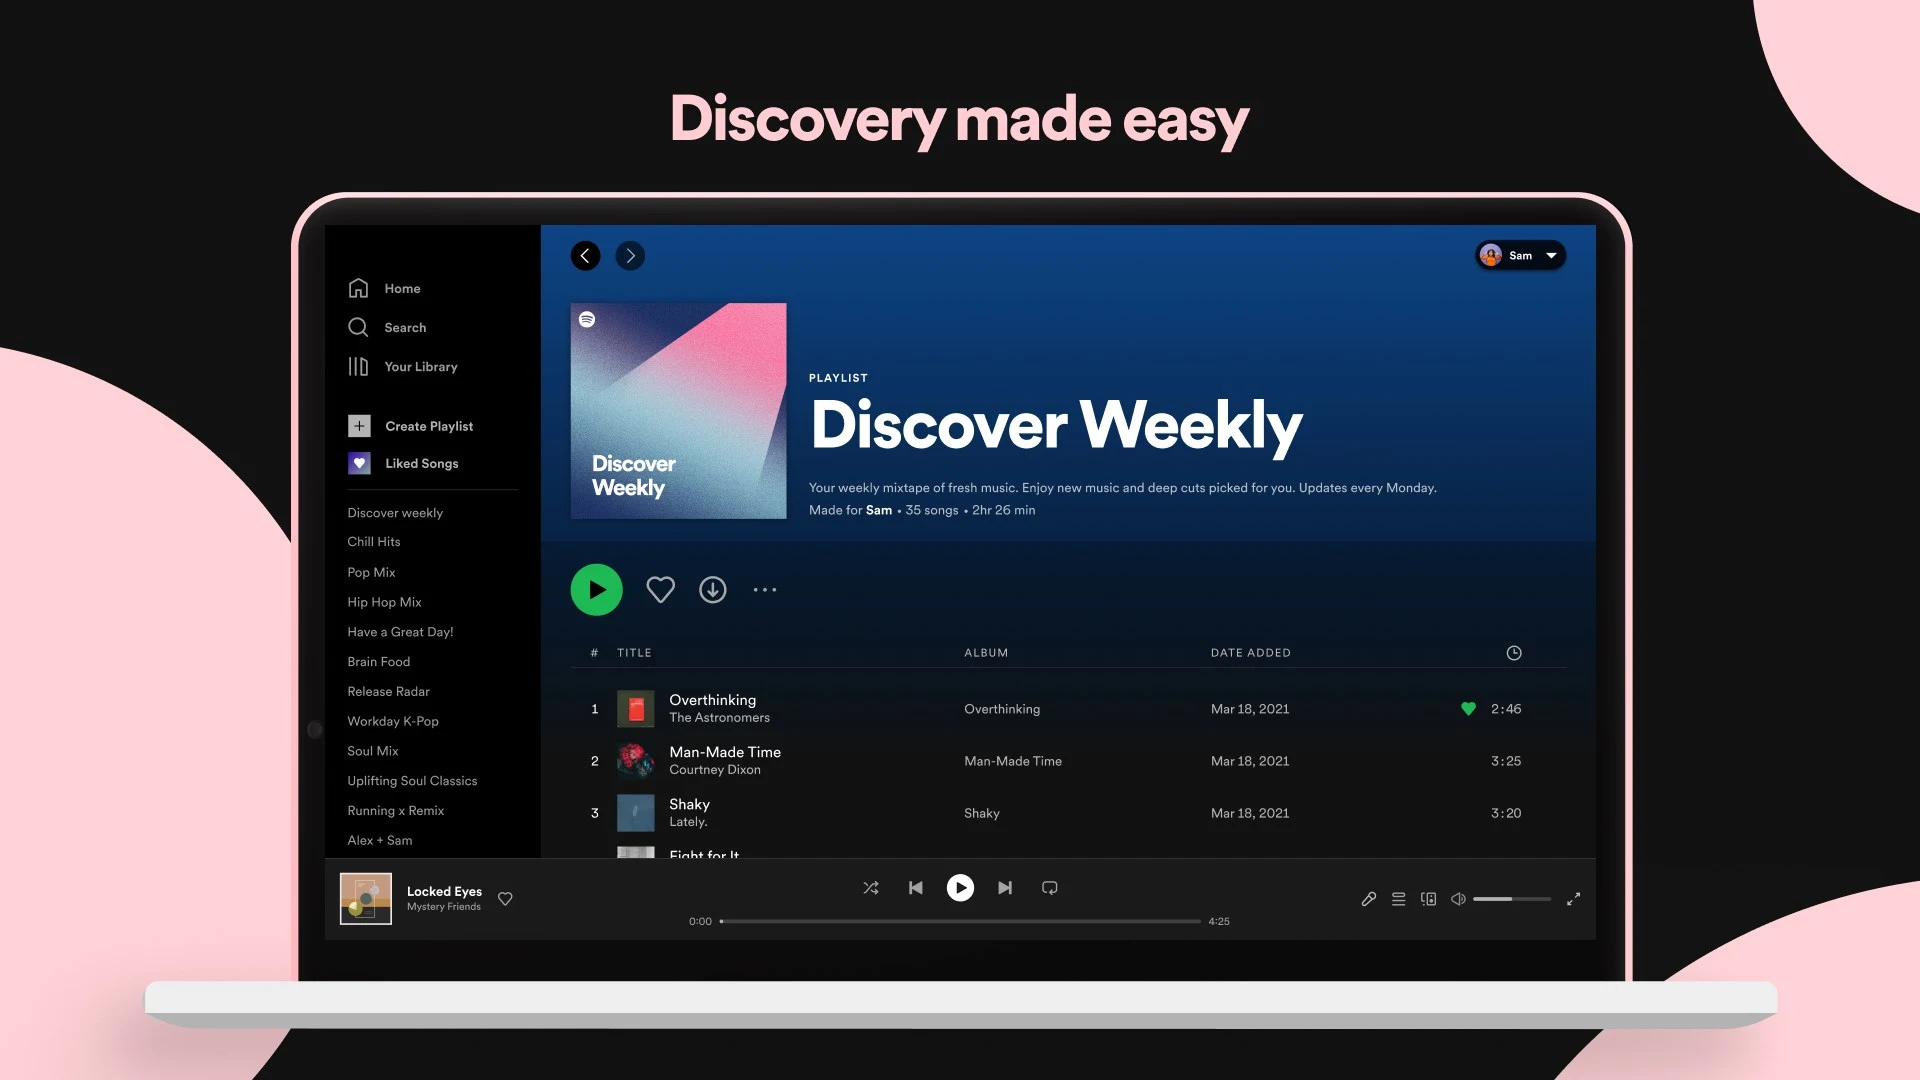 Discovery made easy
Home
Search
Your Library
Create Playlist
Liked Songs
Discover weekly
Chill Hits
Pop Mix
Hip Hop Mix
Have a Great Day!
Brain Food
Release Radar
Workday K-Pop
Soul Mix
Uplifting Soul Classics
Running x Remix
Alex + Sam
Sam
Discover
Weekly
PLAYLIST
Discover Weekly
Your weekly mixtape of fresh music. Enjoy new music and deep cuts picked for you. Updates every Monday.
Made for Sam • 35 songs • 2hr 26 min
# TITLE ALBUM DATE ADDED
1 Overthinking Overthinking Mar 18, 2021 2:46
The Astronomers
2 Man-Made Time Man-Made Time Mar 18, 2021 3:25
Courtney Dixon
3 Shaky Shaky Mar 18, 2021 3:20
Lately.
Fight for It
Locked Eyes
Mystery Friends
0:00 4:25